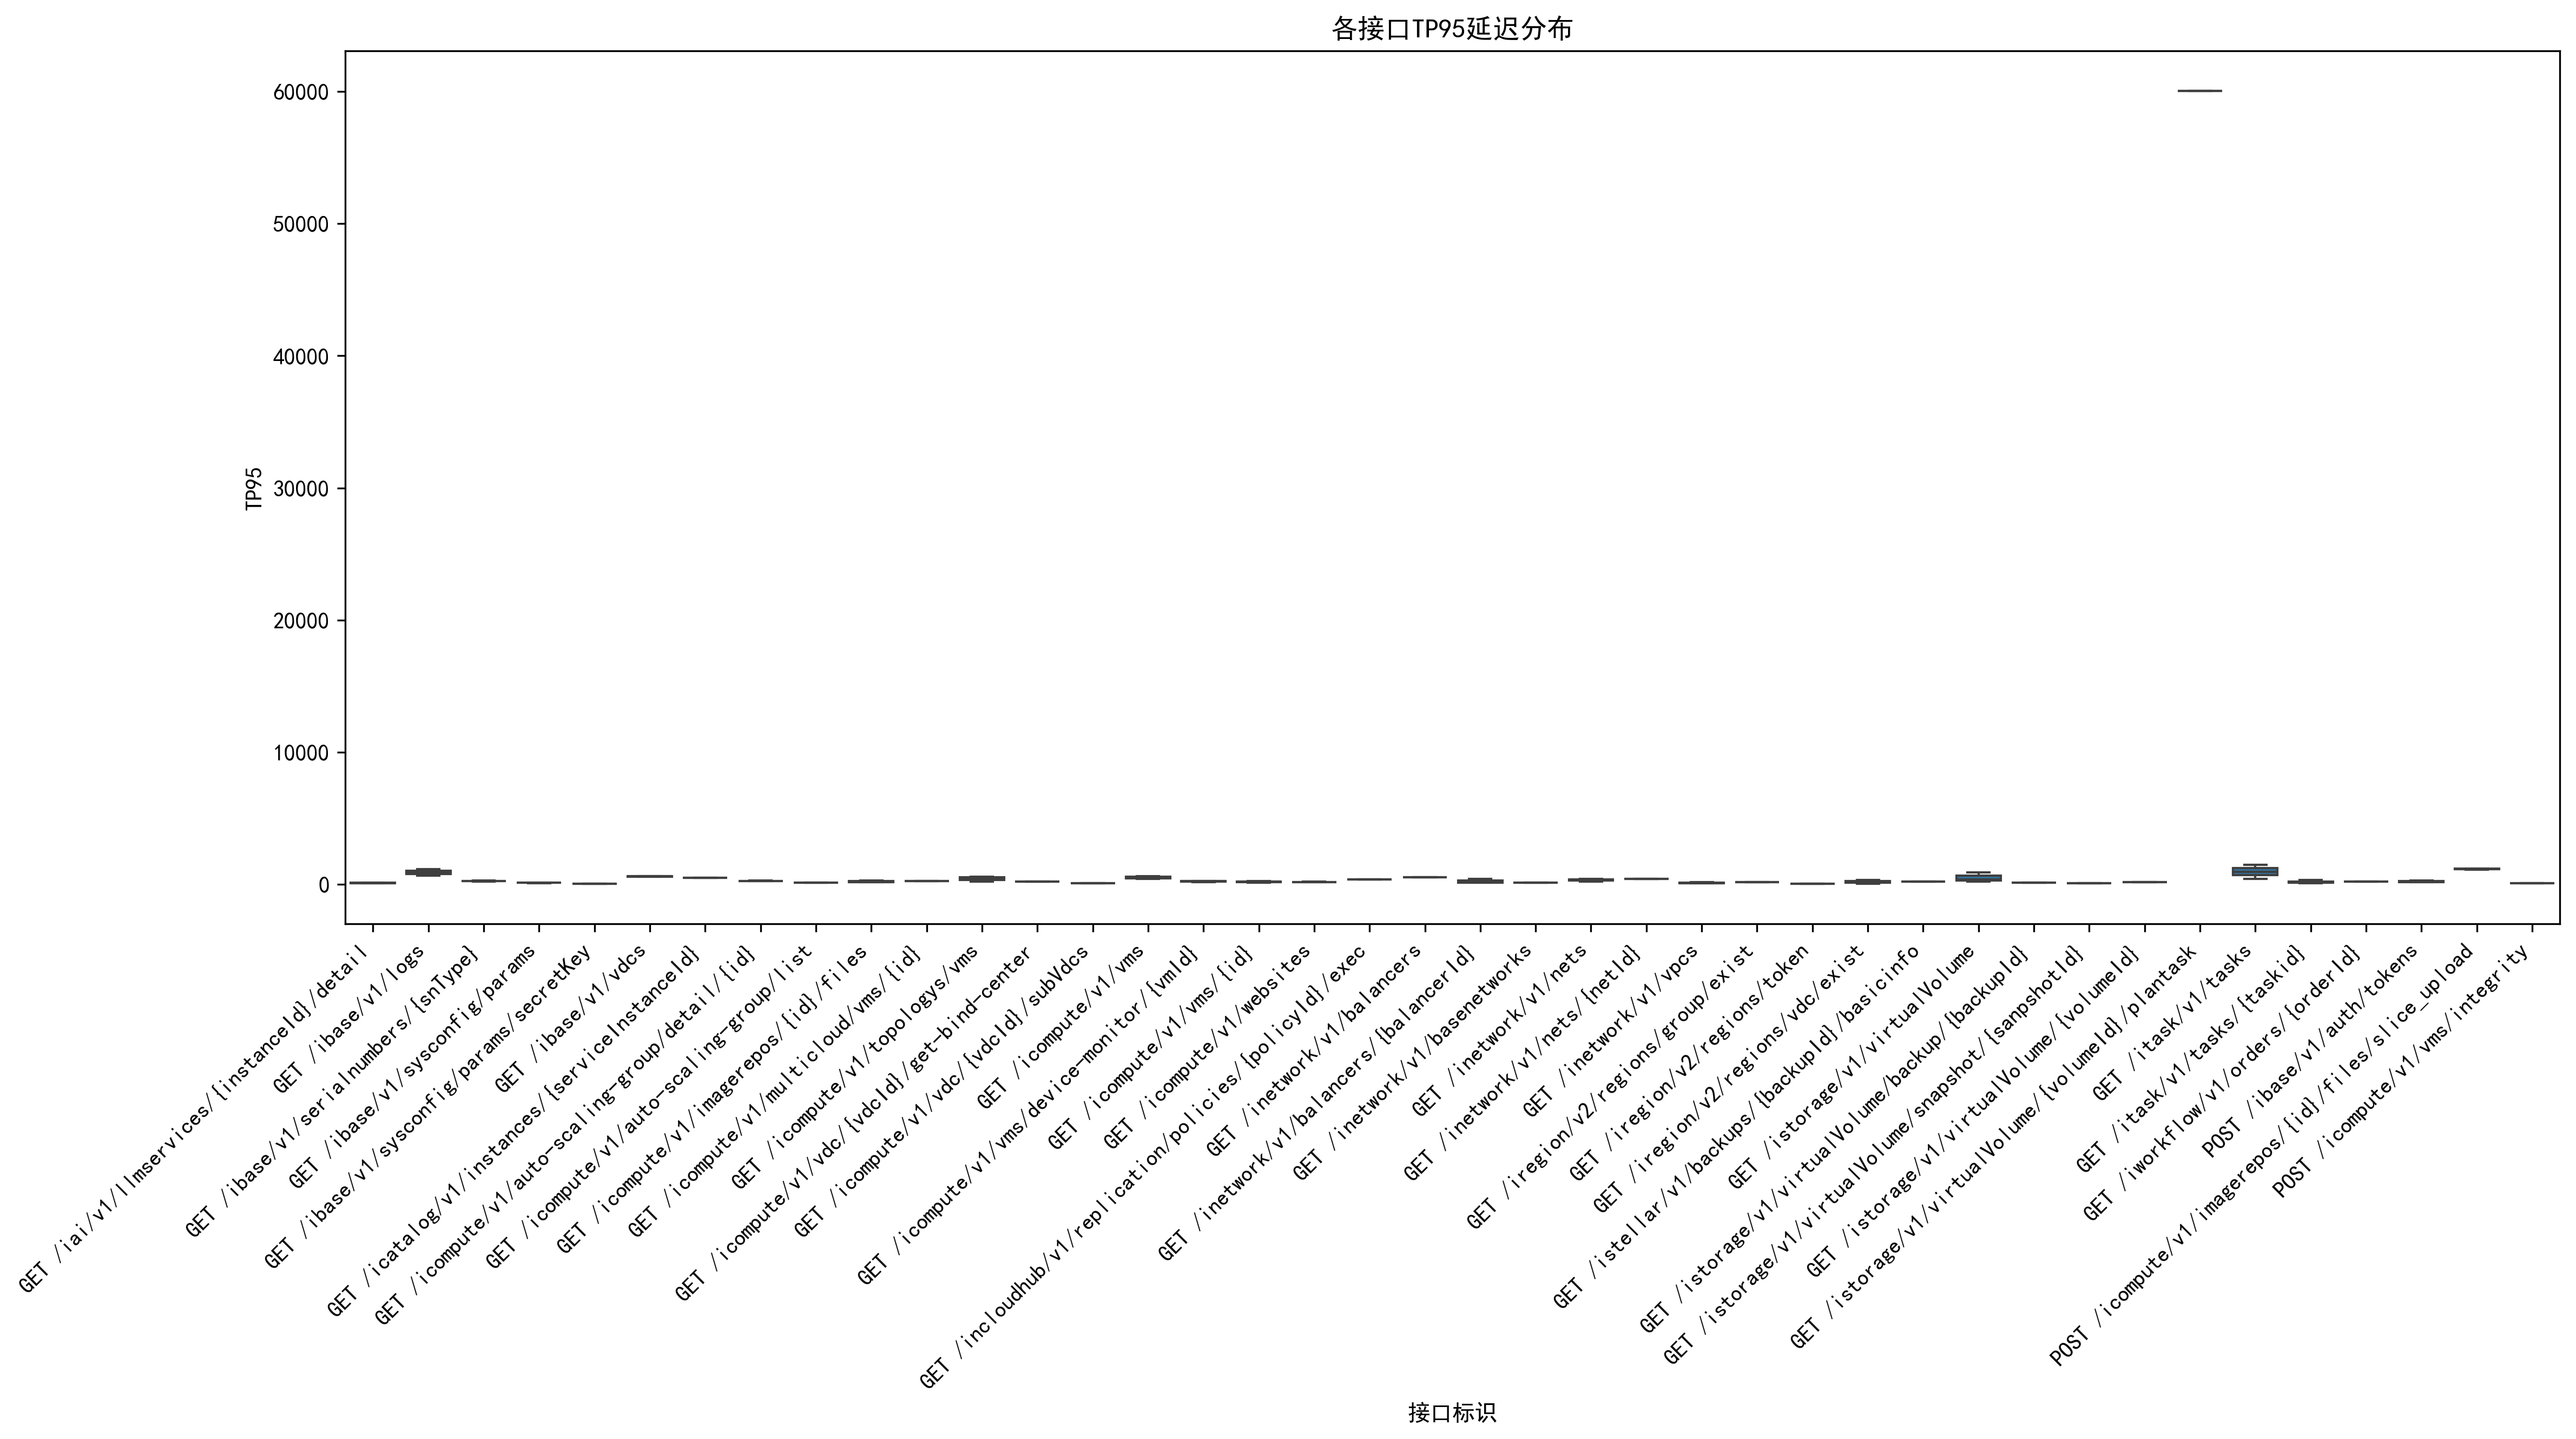 各接口TP95延迟分布
60000
50000
40000
30000
20000
10000
0
TP95
GET /iai/v1/llmservices/{instanceId}/detail
GET /ibase/v1/logs
GET /ibase/v1/serialnumbers/{snType}
GET /ibase/v1/sysconfig/params
GET /ibase/v1/sysconfig/params/secretKey
GET /ibase/v1/vdcs
GET /icatalog/v1/instances/{serviceInstanceId}
GET /icompute/v1/auto-scaling-group/detail/{id}
GET /icompute/v1/auto-scaling-group/list
GET /icompute/v1/imagerepos/{id}/files
GET /icompute/v1/multicloud/vms/{id}
GET /icompute/v1/topologys/vms
GET /icompute/v1/vdc/{vdcId}/get-bind-center
GET /icompute/v1/vdc/{vdcId}/subVdcs
GET /icompute/v1/vms
GET /icompute/v1/vms/device-monitor/{vmId}
GET /icompute/v1/vms/{id}
GET /icompute/v1/websites
GET /incloudhub/v1/replication/policies/{policyId}/exec
GET /inetwork/v1/balancers
GET /inetwork/v1/balancers/{balancerId}
GET /inetwork/v1/basenetworks
GET /inetwork/v1/nets
GET /inetwork/v1/nets/{netId}
GET /inetwork/v1/vpcs
GET /iregion/v2/regions/group/exist
GET /iregion/v2/regions/token
GET /iregion/v2/regions/vdc/exist
GET /istellar/v1/backups/{backupId}/basicinfo
GET /istorage/v1/virtualVolume
GET /istorage/v1/virtualVolume/backup/{backupId}
GET /istorage/v1/virtualVolume/snapshot/{sanpshotId}
GET /istorage/v1/virtualVolume/{volumeId}
GET /istorage/v1/virtualVolume/{volumeId}/plantask
GET /itask/v1/tasks
GET /itask/v1/tasks/{taskid}
GET /iworkflow/v1/orders/{orderId}
POST /ibase/v1/auth/tokens
POST /icompute/v1/imagerepos/{id}/files/slice_upload
POST /icompute/v1/vms/integrity
接口标识